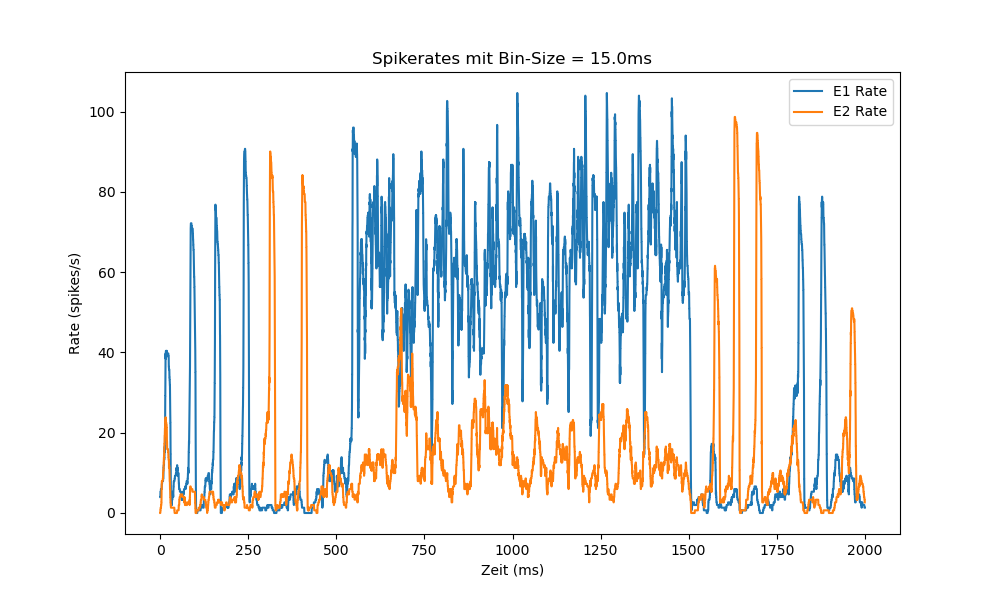 Spikerates mit Bin-Size = 15.0ms
E1 Rate
E2 Rate
100
80
60
40
20
0
Rate (spikes/s)
0 250 500 750 1000 1250 1500 1750 2000
Zeit (ms)